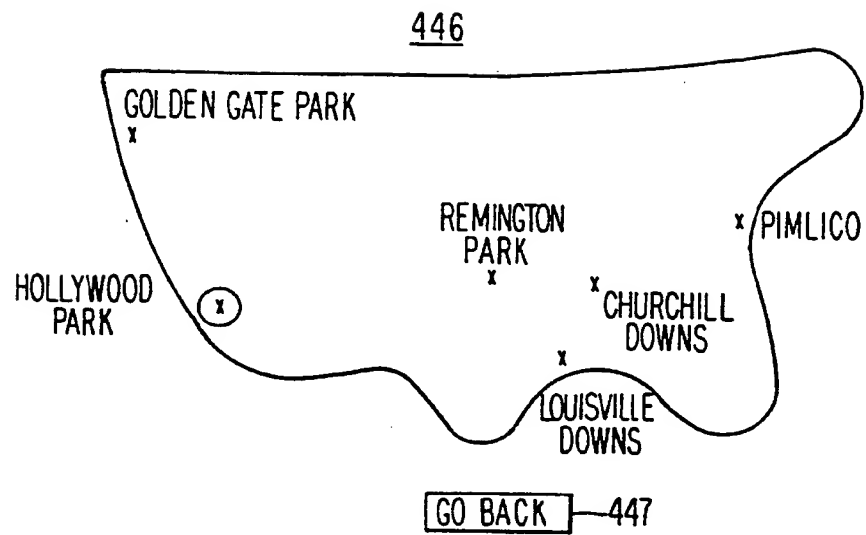 446
GOLDEN GATE PARK
x
REMINGTON
PARK
x
x PIMLICO
HOLLYWOOD
PARK
x
x
CHURCHILL
DOWNS
x
LOUISVILLE
DOWNS
GO BACK 447